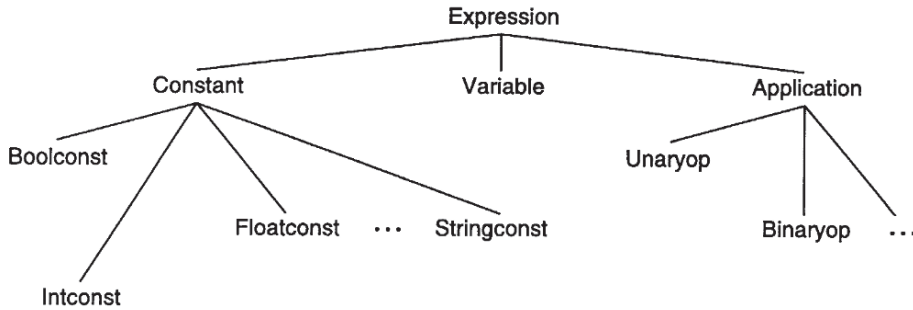 Expression
Constant Variable Application
Boolconst Unaryop
Floatconst ... Stringconst Binaryop ...
Intconst